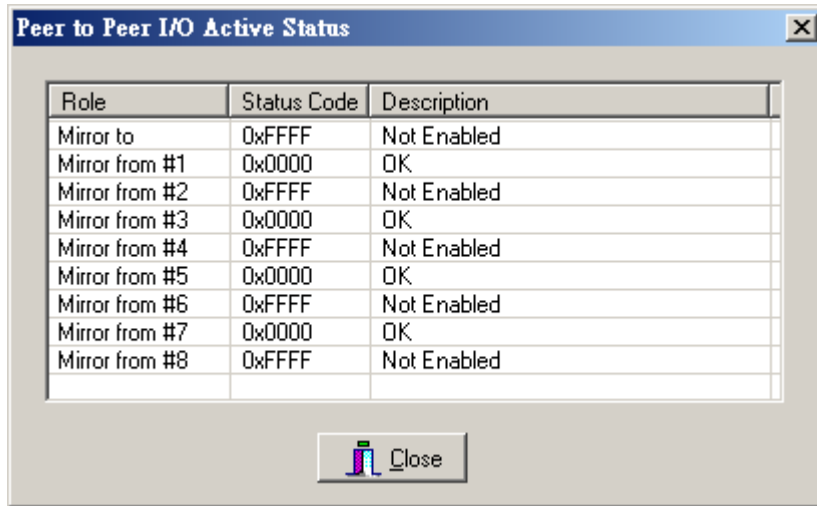 Peer to Peer I/O Active Status
Role Status Code Description
Mirror to 0xFFFF Not Enabled
Mirror from #1 0x0000 OK
Mirror from #2 0xFFFF Not Enabled
Mirror from #3 0x0000 OK
Mirror from #4 0xFFFF Not Enabled
Mirror from #5 0x0000 OK
Mirror from #6 0xFFFF Not Enabled
Mirror from #7 0x0000 OK
Mirror from #8 0xFFFF Not Enabled
Close